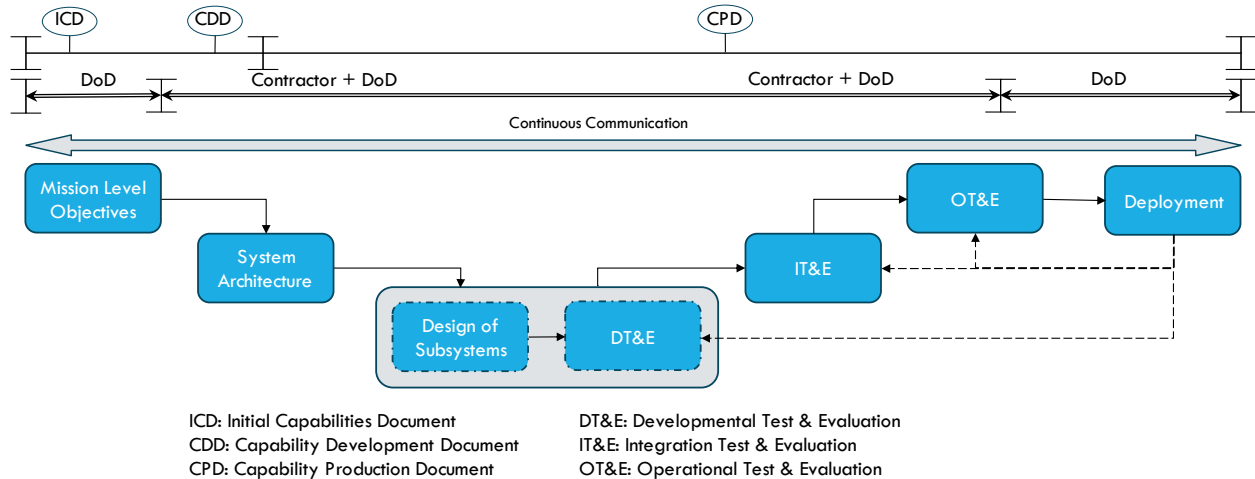 ICD
CDD
CPD
DoD
Contractor + DoD
Contractor + DoD
DoD
Continuous Communication
Mission Level
Objectives
OT&E
Deployment
System
Architecture
IT&E
Design of
Subsystems
DT&E
ICD: Initial Capabilities Document
CDD: Capability Development Document
CPD: Capability Production Document
DT&E: Developmental Test & Evaluation
IT&E: Integration Test & Evaluation
OT&E: Operational Test & Evaluation